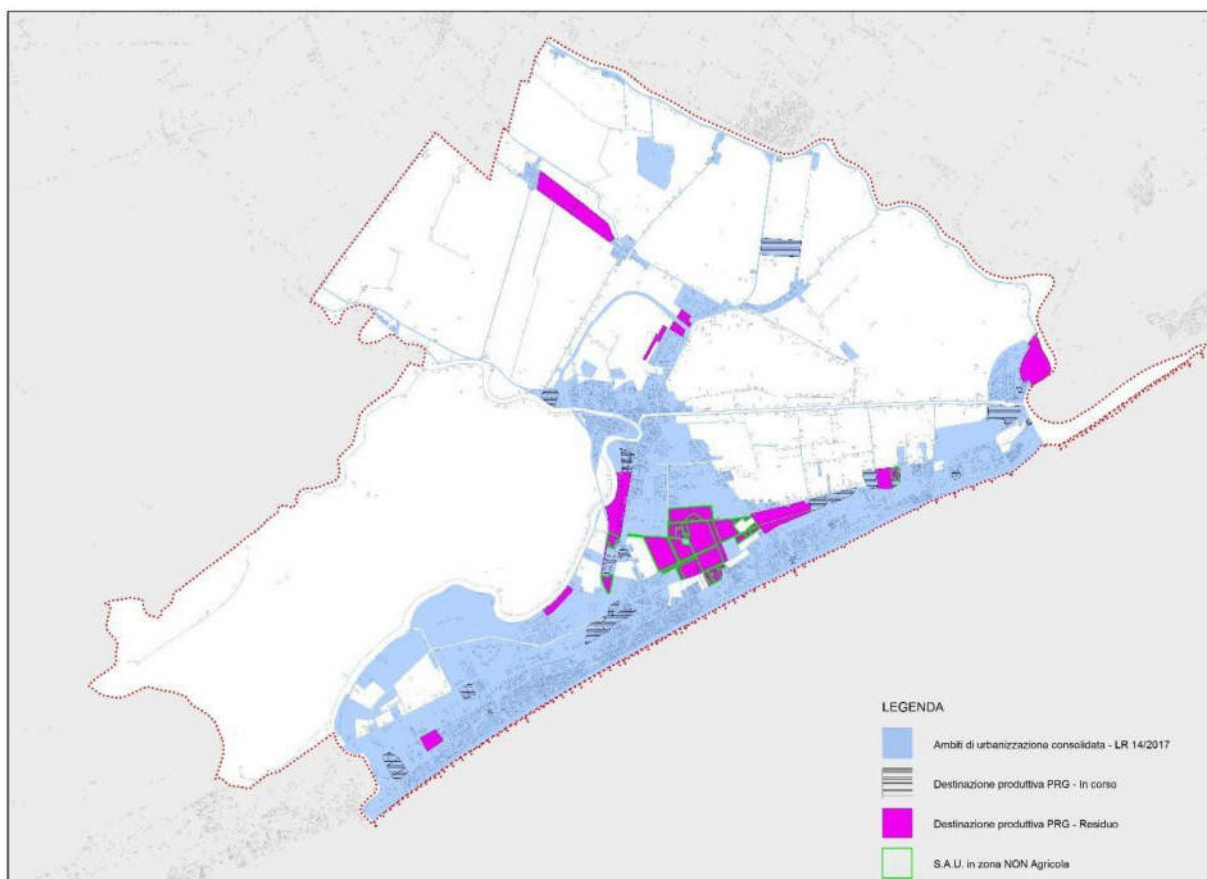 LEGENDA
Ambiti di urbanizzazione consolidata - LR 14/2017
Destinazione produttiva PRG - In corso
Destinazione produttiva PRG - Residuo
S.A.U. in zona NON Agricola